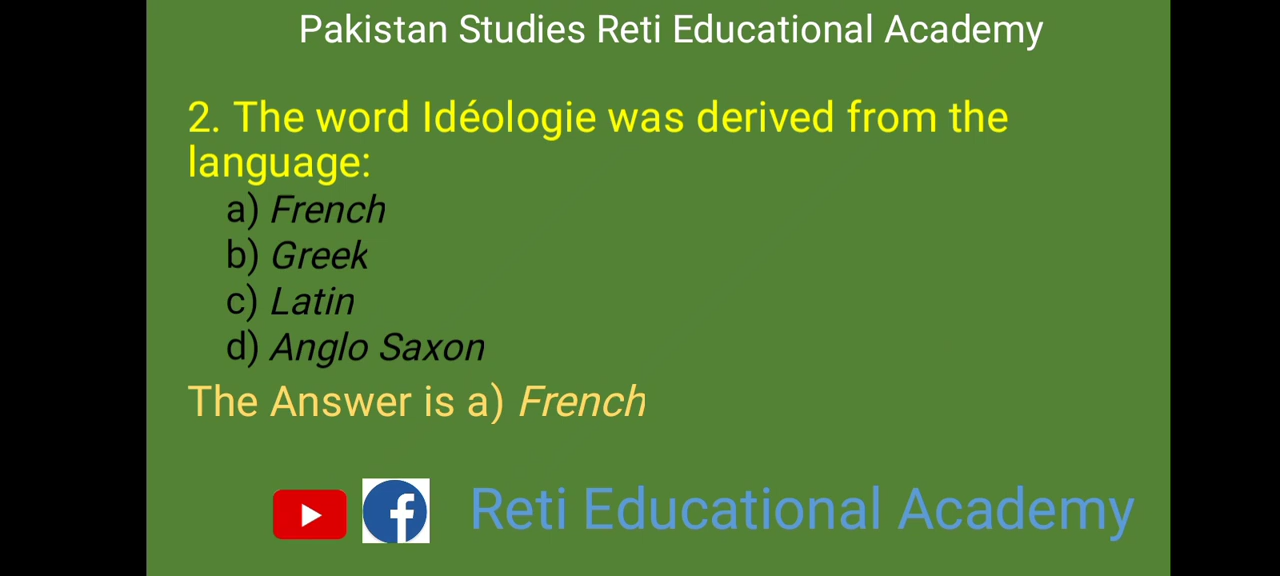 Pakistan Studies Reti Educational Academy
2. The word Idéologie was derived from the
language:
a) French
b) Greek
c) Latin
d) Anglo Saxon
The Answer is a) French
Reti Educational Academy